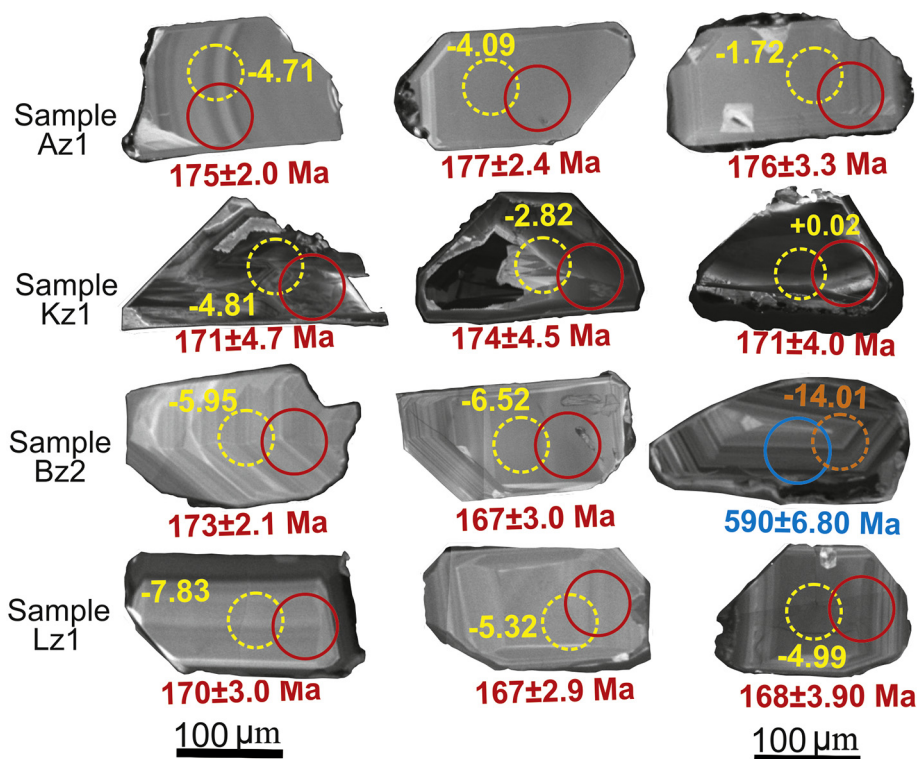 -4.71
-4.09
-1.72
Sample
Az1
175±2.0 Ma
177±2.4 Ma
176±3.3 Ma
-2.82
+0.02
Sample
Kz1
-4.81
171±4.7 Ma
174±4.5 Ma
171±4.0 Ma
-5.95
-6.52
-14.01
Sample
Bz2
173±2.1 Ma
167±3.0 Ma
590±6.80 Ma
-7.83
Sample
Lz1
-5.32
-4.99
170±3.0 Ma
167±2.9 Ma
168±3.90 Ma
100 μm
100 μm